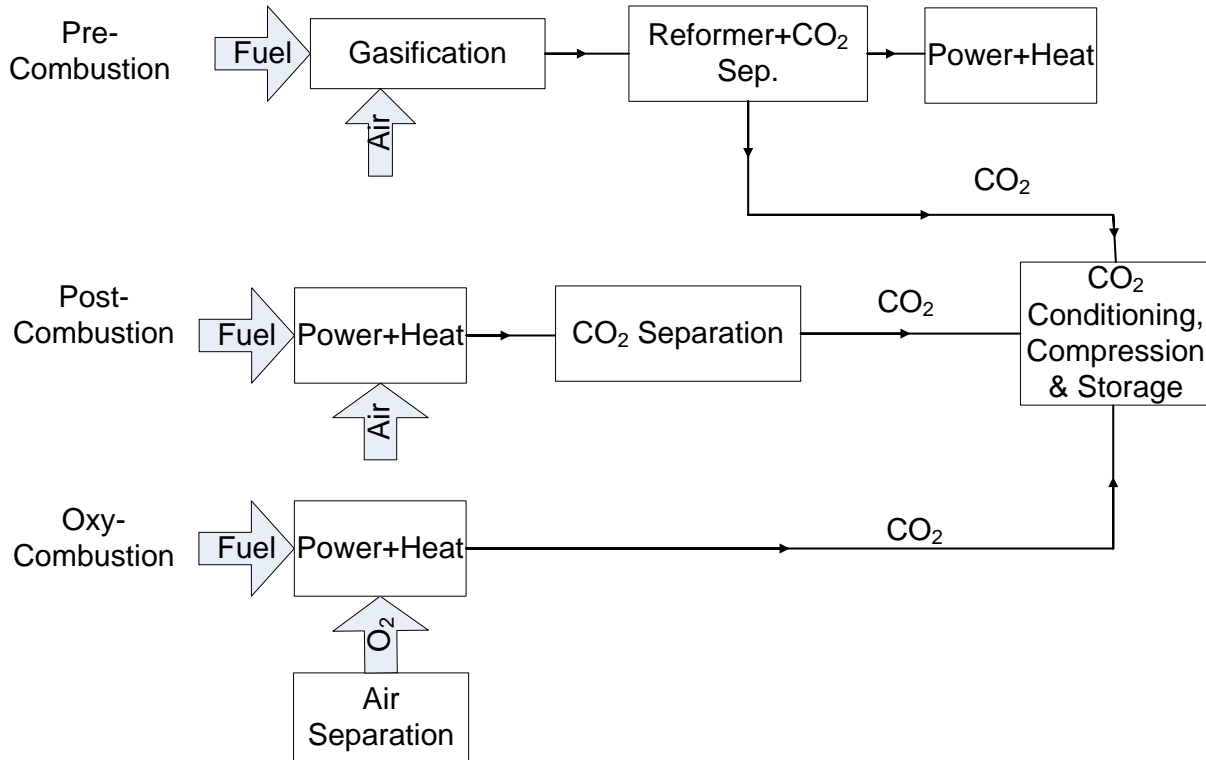 Pre-
Combustion
Fuel
Gasification
Air
Reformer+CO₂
Sep.
Power+Heat
CO₂
Post-
Combustion
Fuel
Power+Heat
Air
CO₂ Separation
CO₂
CO₂
Conditioning,
Compression
& Storage
Oxy-
Combustion
Fuel
Power+Heat
CO₂
O₂
Air
Separation